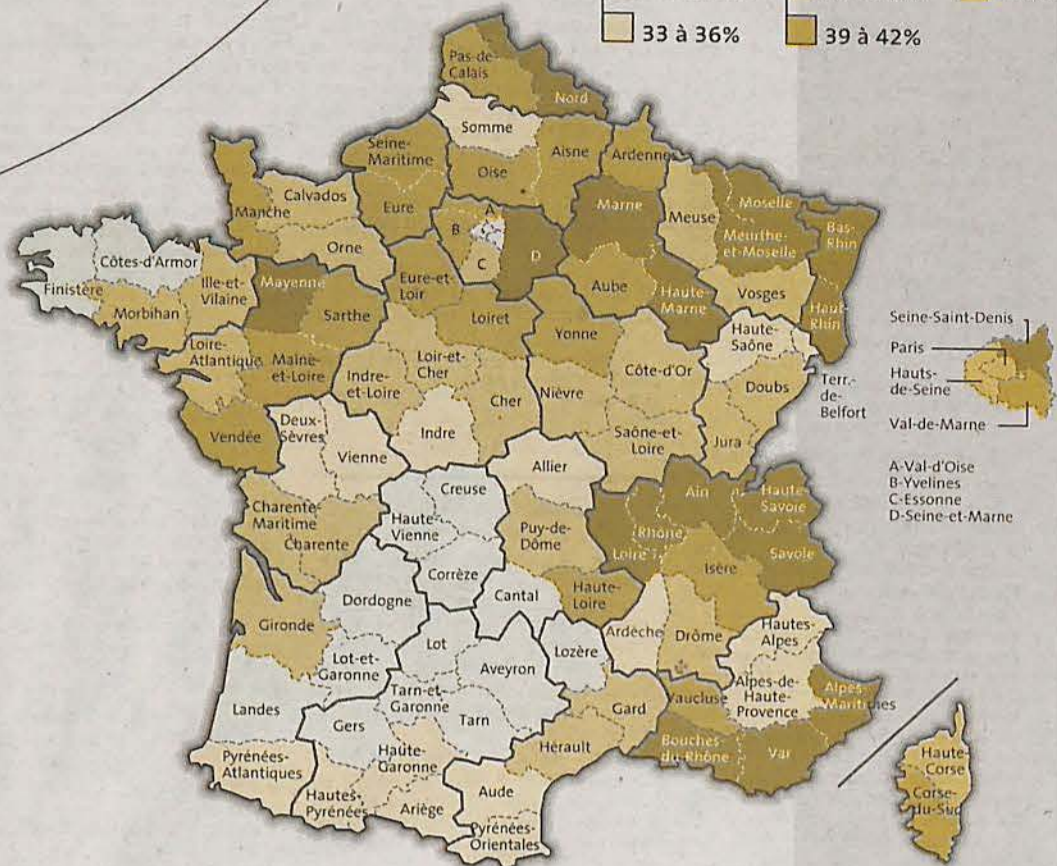 33 à 36%
39 à 42%
Pas-de-
Calais
Nord
Somme
Seine-
Maritime
Aisne
Ardennes
Oise
Eure
Calvados
Manche
Orne
A
B
C
D
Marne
Meuse
Moselle
Meurthe-
et-Moselle
Bas-
Rhin
Côtes-d'Armor
Finistère
Morbihan
Ille-et-
Vilaine
Mayenne
Sarthe
Eure-et-
Loir
Loiret
Yonne
Aube
Haute-
Marne
Vosges
Haut-
Rhin
Haute-
Saône
Terr.-
de-
Belfort
Seine-Saint-Denis
Paris
Hauts-
de-Seine
Val-de-Marne
A-Val-d'Oise
B-Yvelines
C-Essonne
D-Seine-et-Marne
Loire-
Atlantique
Maine-
et-Loire
Indre-
et-Loire
Loir-et-
Cher
Cher
Nièvre
Côte-d'Or
Doubs
Vendée
Deux-
Sèvres
Vienne
Indre
Saône-et-
Loire
Jura
Allier
Creuse
Haute-
Vienne
Charente-
Maritime
Charente
Puy-de-
Dôme
Loire
Rhône
Ain
Haute-
Savoie
Savoie
Isère
Corrèze
Dordogne
Cantal
Haute-
Loire
Ardèche
Drôme
Hautes-
Alpes
Gironde
Lot-et-
Garonne
Lot
Aveyron
Lozère
Landes
Tarn-et-
Garonne
Tarn
Gers
Gard
Vaucluse
Alpes-de-
Haute-
Provence
Alpes-
Maritimes
Haute-
Garonne
Hérault
Bouches-
du-Rhône
Var
Pyrénées-
Atlantiques
Hautes-
Pyrénées
Ariège
Aude
Pyrénées-
Orientales
Haute-
Corse
Corse-
du-Sud